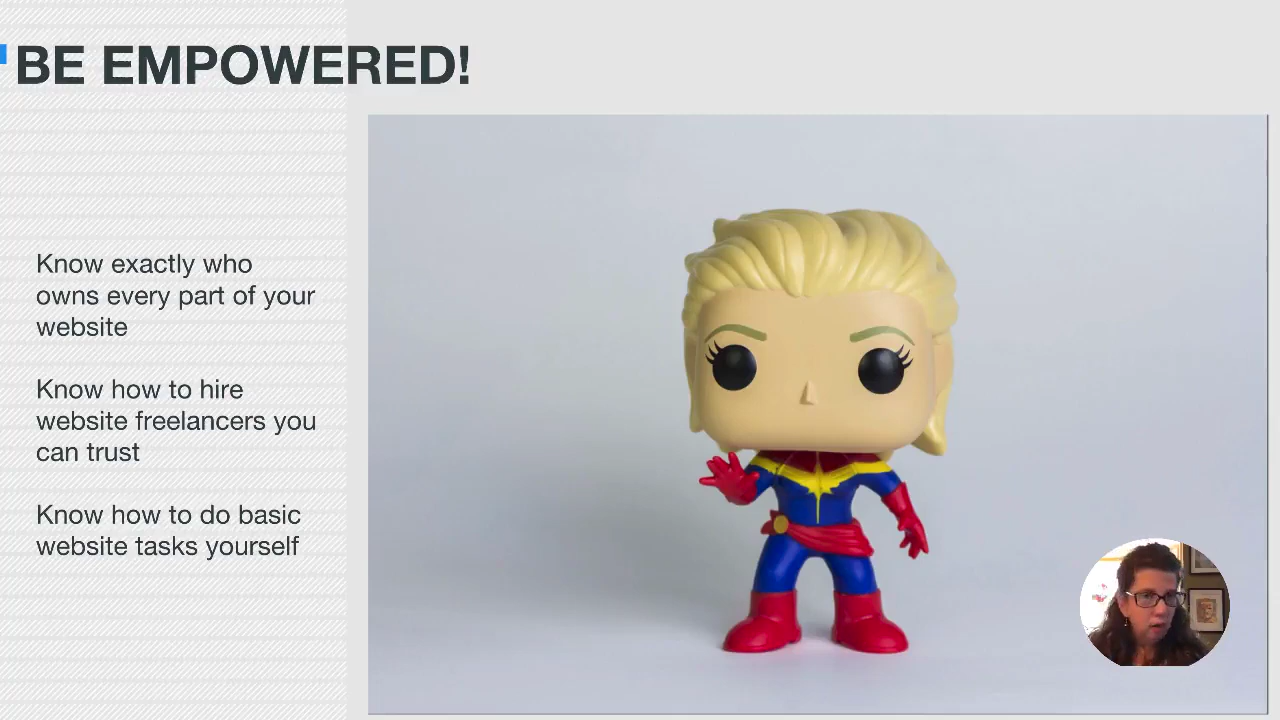 BE EMPOWERED!
Know exactly who
owns every part of your
website
Know how to hire
website freelancers you
can trust
Know how to do basic
website tasks yourself